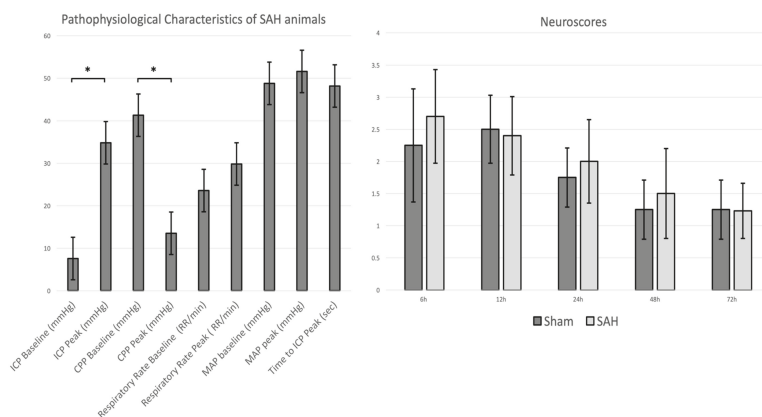 Pathophysiological Characteristics of SAH animals
60
50
40
30
20
10
0
*
*
ICP Baseline (mmHg)
ICP Peak (mmHg)
CPP Baseline (mmHg)
CPP Peak (mmHg)
Respiratory Rate Baseline (RR/min)
Respiratory Rate Peak ( RR/min)
MAP baseline (mmHg)
MAP peak (mmHg)
Time to ICP Peak (sec)
Neuroscores
4
3.5
3
2.5
2
1.5
1
0.5
0
6h
12h
24h
48h
72h
Sham
SAH